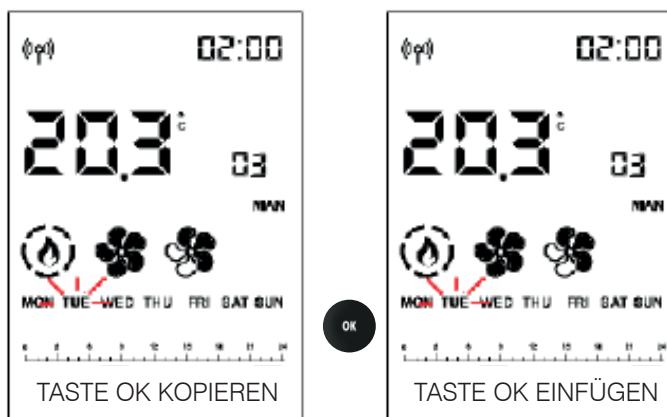 02:00
20.3 °C
03
MAN
MON TUE WED THU FRI SAT SUN
TASTE OK KOPIEREN
OK
02:00
20.3 °C
03
MAN
MON TUE WED THU FRI SAT SUN
TASTE OK EINFÜGEN